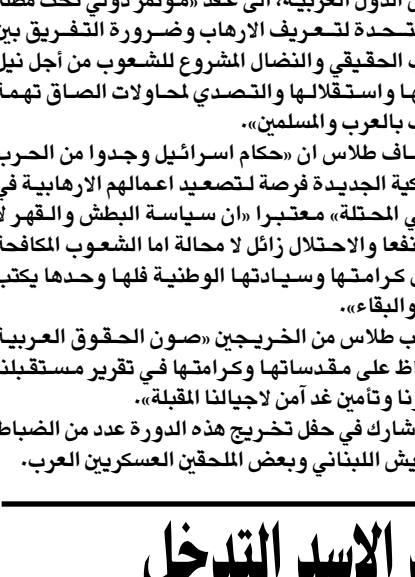 الدول العربية، الى عقد «مؤتمر دولي تحت مظلة
تحدة لتعريف الارهاب وضرورة التفريق بين
الحقيقي والنضال المشروع للشعوب من أجل نيل
ها واستقلالها والتصدي لمحاولات الصاق تهمة
بالعرب والمسلمين».
ـاف طلاس ان «حكام اسرائيل وجدوا من الحرب
كية الجديدة فرصة لتصعيد اعمالهم الارهابية في
ي المحتلة» معتبرا «ان سياسة البطش والقهر لا
نفعا والاحتلال زائل لا محالة اما الشعوب المكافحة
كرامتها وسيادتها الوطنية فلها وحدها يكتب
والبقاء».
ب طلاس من الخريجين «صون الحقوق العربية
ـاظ على مقدساتها وكرامتها في تقرير مستقبلنا
رنا وتأمين غد آمن لاجيالنا المقبلة».
شارك في حفل تخريج هذه الدورة عدد من الضباط
يش اللبناني وبعض الملحقين العسكريين العرب.
الاسد التدخل